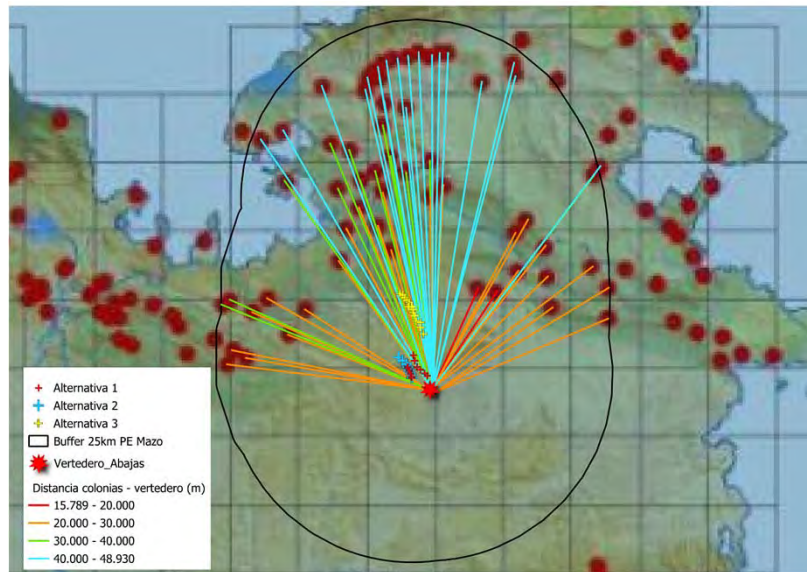 Alternativa 1
Alternativa 2
Alternativa 3
Buffer 25km PE Mazo
Vertedero_Abajas
Distancia colonias - vertedero (m)
15.789 - 20.000
20.000 - 30.000
30.000 - 40.000
40.000 - 48.930